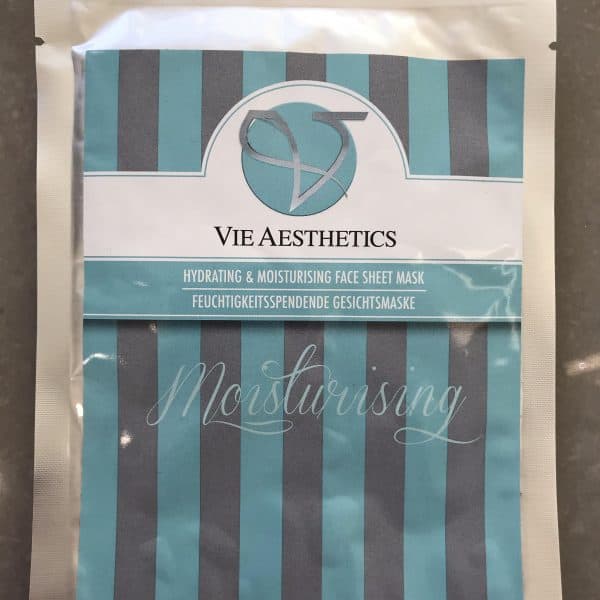 VIE AESTHETICS
HYDRATING & MOISTURISING FACE SHEET MASK
FEUCHTIGKEITSSPENDENDE GESICHTSMASKE
Moisturising